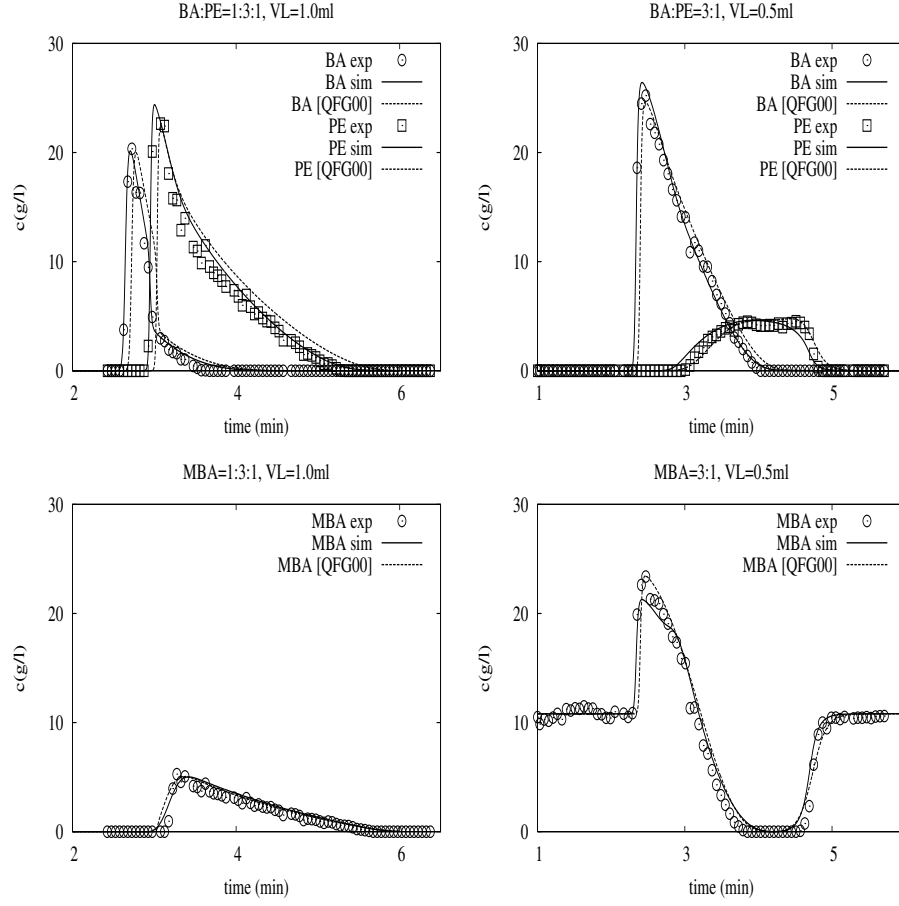 BA:PE=1:3:1, VL=1.0ml
30
20
10
0
c(g/l)
2
4
6
time (min)
BA exp
BA sim
BA [QFG00]
PE exp
PE sim
PE [QFG00]
BA:PE=3:1, VL=0.5ml
30
20
10
0
c(g/l)
1
3
5
time (min)
BA exp
BA sim
BA [QFG00]
PE exp
PE sim
PE [QFG00]
MBA=1:3:1, VL=1.0ml
30
20
10
0
c(g/l)
2
4
6
time (min)
MBA exp
MBA sim
MBA [QFG00]
MBA=3:1, VL=0.5ml
30
20
10
0
c(g/l)
1
3
5
time (min)
MBA exp
MBA sim
MBA [QFG00]